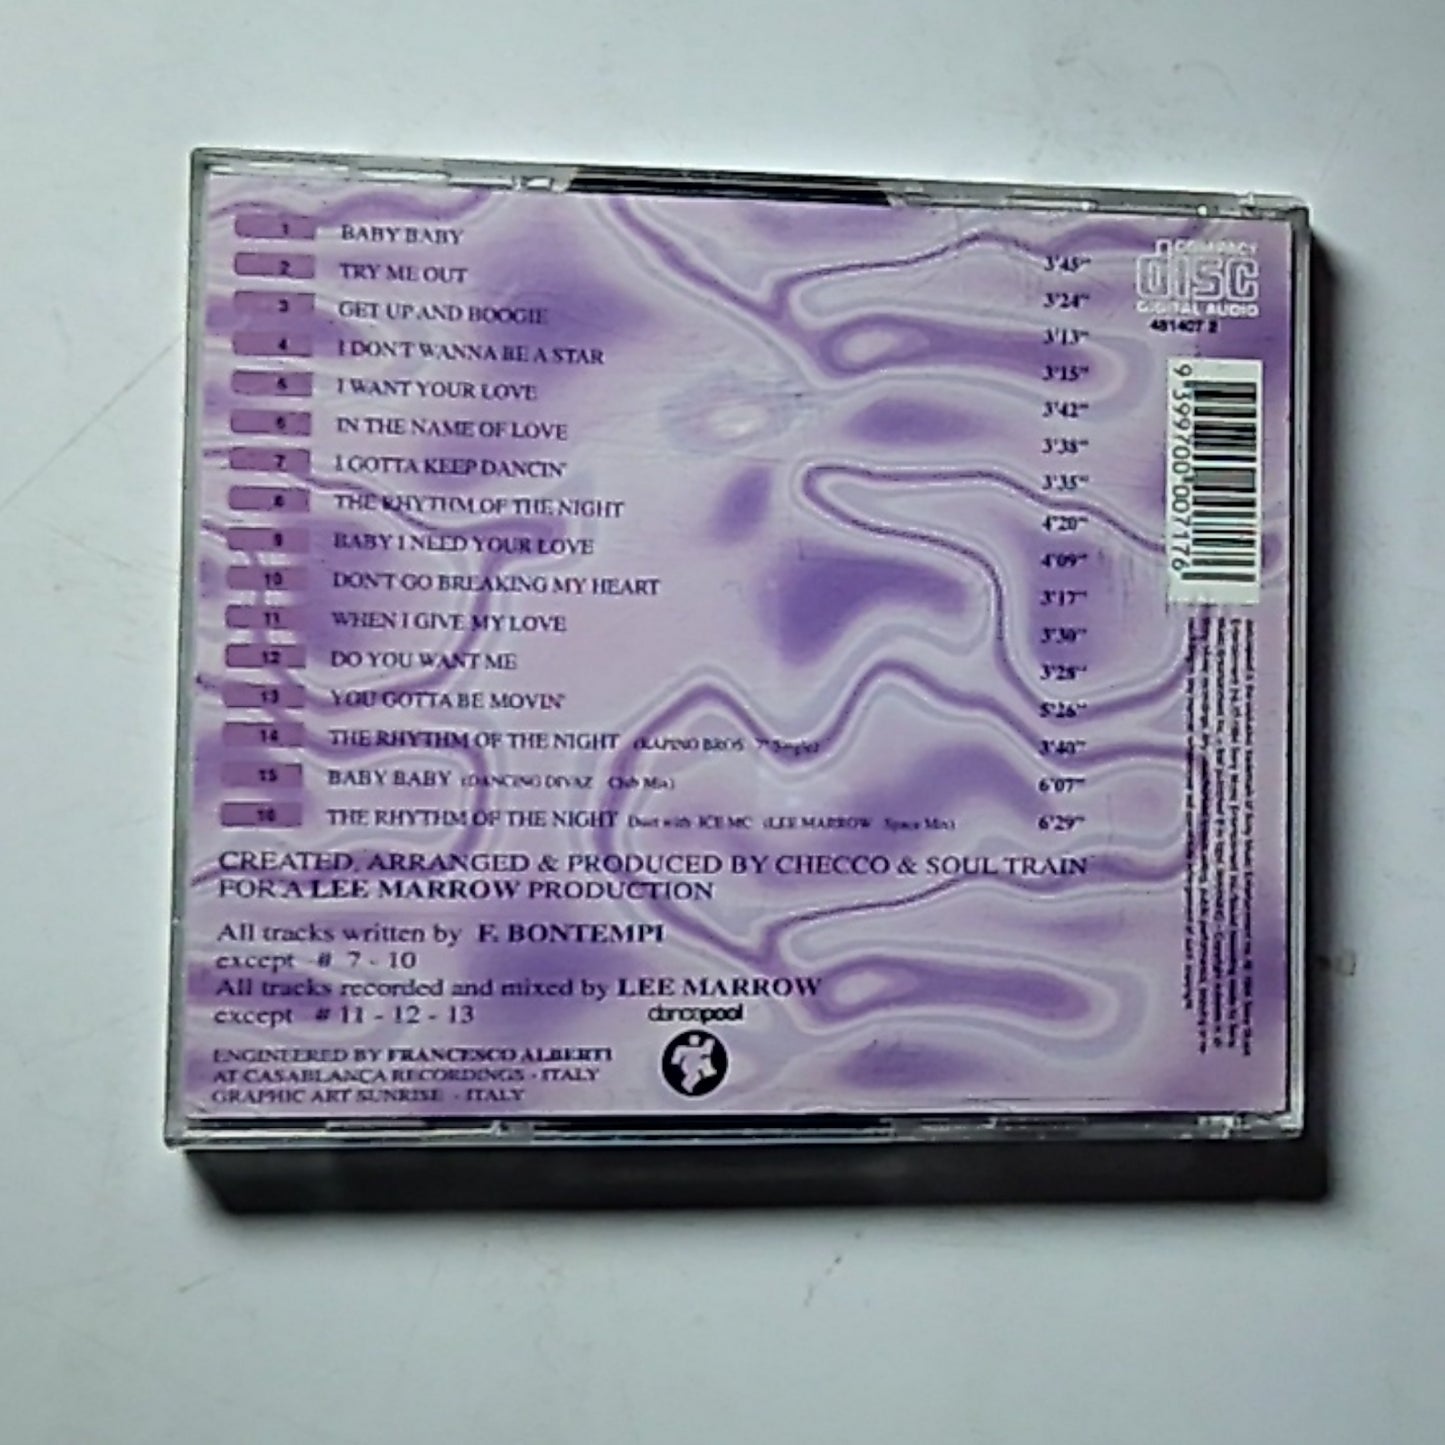 1 BABY BABY 3'45"
2 TRY ME OUT 3'24"
3 GET UP AND BOOGIE 3'13"
4 I DON'T WANNA BE A STAR 3'15"
5 I WANT YOUR LOVE 3'42"
6 IN THE NAME OF LOVE 3'38"
7 I GOTTA KEEP DANCIN' 3'35"
8 THE RHYTHM OF THE NIGHT 4'20"
9 BABY I NEED YOUR LOVE 4'09"
10 DON'T GO BREAKING MY HEART 3'17"
11 WHEN I GIVE MY LOVE 3'30"
12 DO YOU WANT ME 3'28"
13 YOU GOTTA BE MOVIN' 5'26"
14 THE RHYTHM OF THE NIGHT (RAPINO BROS 7" Single) 3'40"
15 BABY BABY (DANCING DIVAZ Club Mix) 6'07"
16 THE RHYTHM OF THE NIGHT Duet with ICE MC (LEE MARROW Space Mix) 6'29"
CREATED, ARRANGED & PRODUCED BY CHECCO & SOUL TRAIN
FOR A LEE MARROW PRODUCTION
All tracks written by F. BONTEMPI
except # 7 - 10
All tracks recorded and mixed by LEE MARROW
except # 11 - 12 - 13
dancepool
ENGINEERED BY FRANCESCO ALBERTI
AT CASABLANCA RECORDINGS - ITALY
GRAPHIC ART SUNRISE - ITALY
COMPACT
disc
DIGITAL AUDIO
481407 2
9 399700 007176